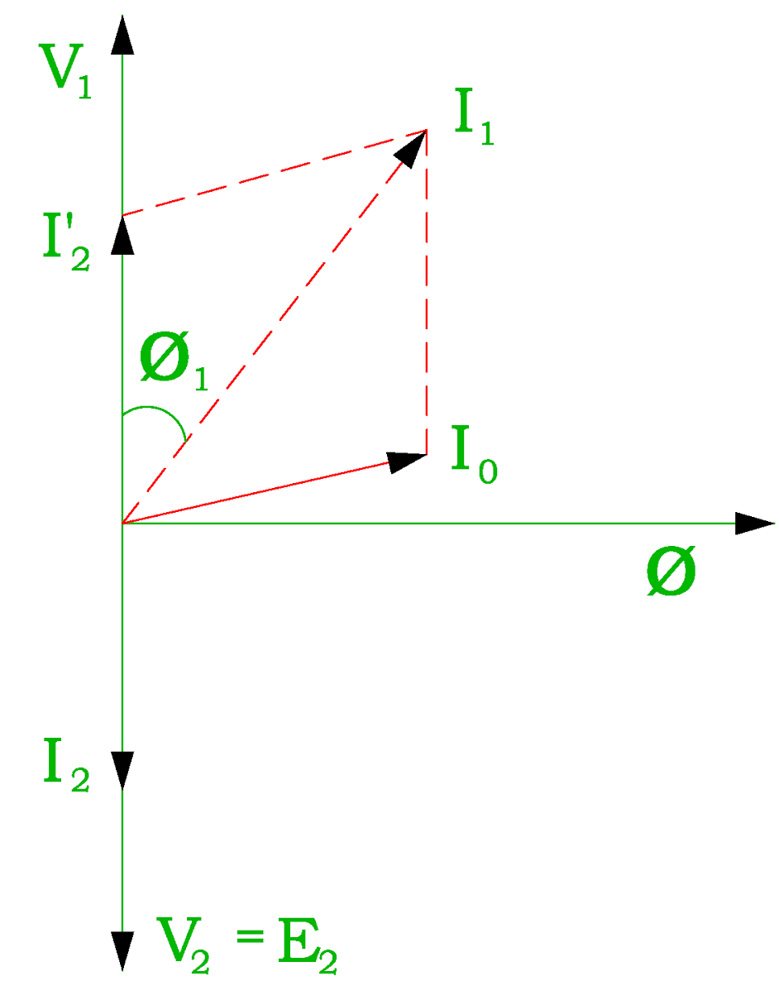 V₁
I₁
I'₂
Ø₁
I₀
Ø
I₂
V₂ = E₂